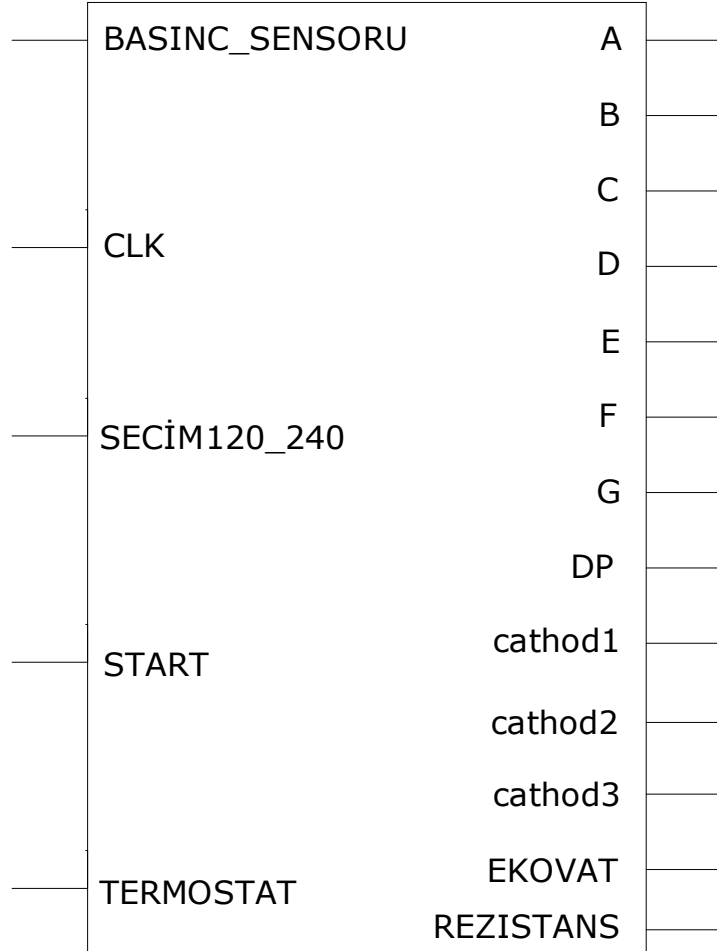 BASINC_SENSORU
CLK
SECİM120_240
START
TERMOSTAT
A
B
C
D
E
F
G
DP
cathod1
cathod2
cathod3
EKOVAT
REZISTANS